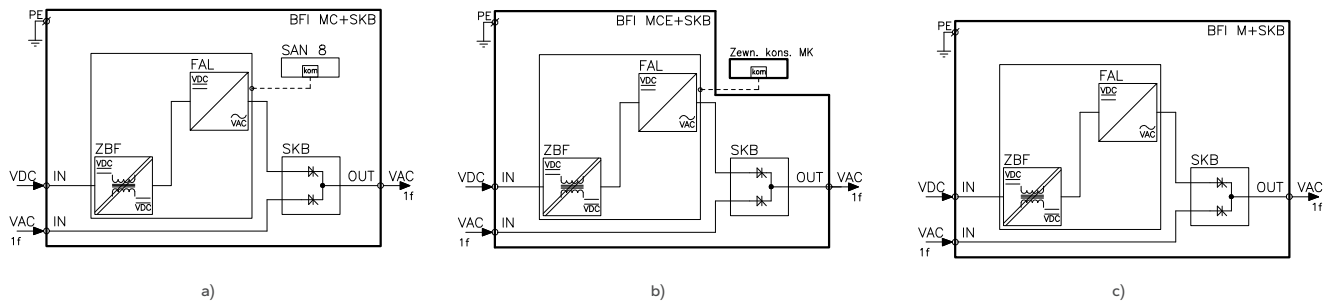 PE
BFI MC+SKB
SAN 8
kom
FAL
VDC
VAC
ZBF
VDC
VDC
SKB
VDC
IN
OUT
VAC
1f
VAC
IN
1f
a)
PE
BFI MCE+SKB
Zewn. kons. MK
kom
FAL
VDC
VAC
ZBF
VDC
VDC
SKB
VDC
IN
OUT
VAC
1f
VAC
IN
1f
b)
PE
BFI M+SKB
FAL
VDC
VAC
ZBF
VDC
VDC
SKB
VDC
IN
OUT
VAC
1f
VAC
IN
1f
c)